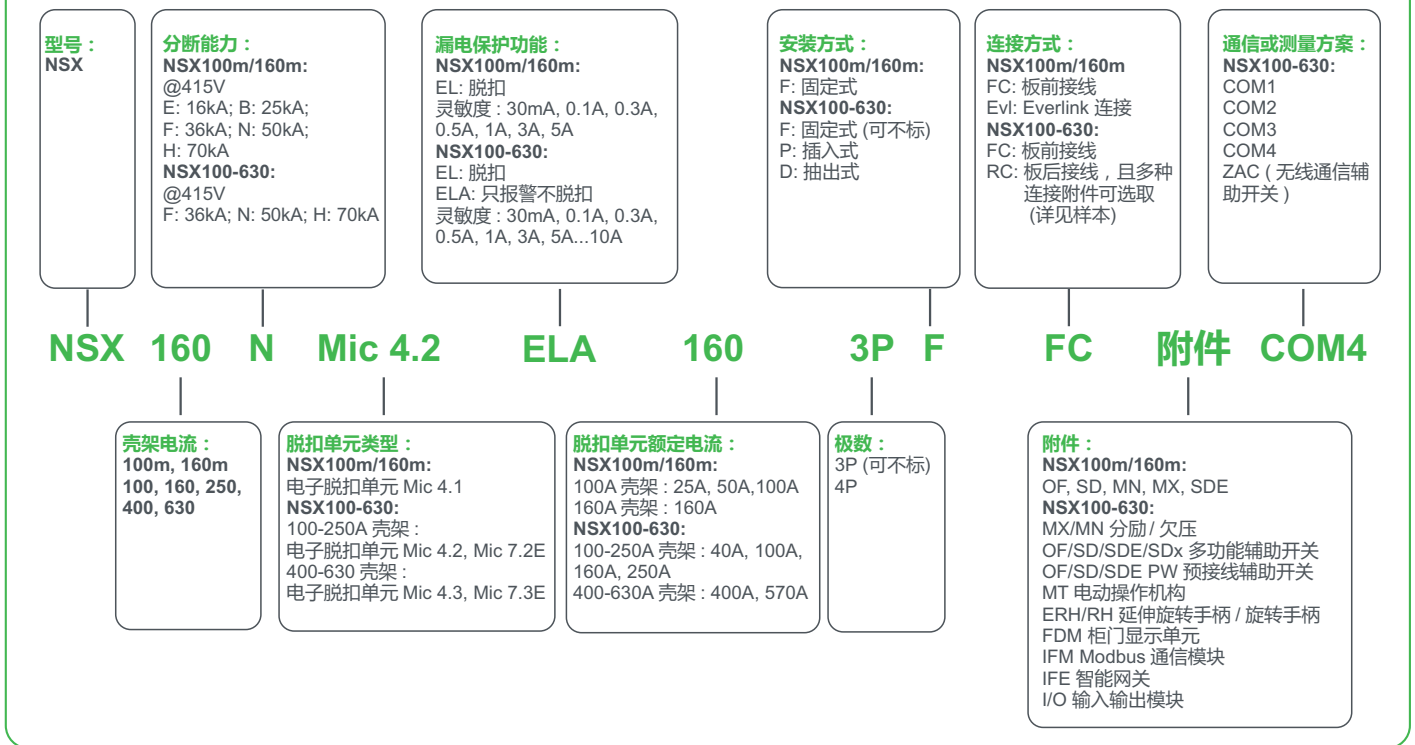 型号：
NSX
分断能力：
NSX100m/160m:
@415V
E: 16kA; B: 25kA;
F: 36kA; N: 50kA;
H: 70kA
NSX100-630:
@415V
F: 36kA; N: 50kA; H: 70kA
漏电保护功能：
NSX100m/160m:
EL: 脱扣
灵敏度 : 30mA, 0.1A, 0.3A,
0.5A, 1A, 3A, 5A
NSX100-630:
EL: 脱扣
ELA: 只报警不脱扣
灵敏度 : 30mA, 0.1A, 0.3A,
0.5A, 1A, 3A, 5A...10A
安装方式：
NSX100m/160m:
F: 固定式
NSX100-630:
F: 固定式 (可不标)
P: 插入式
D: 抽出式
连接方式：
NSX100m/160m
FC: 板前接线
Evl: Everlink 连接
NSX100-630:
FC: 板前接线
RC: 板后接线，且多种
连接附件可选取
(详见样本)
通信或测量方案：
NSX100-630:
COM1
COM2
COM3
COM4
ZAC ( 无线通信辅
助开关 )
NSX 160 N Mic 4.2 ELA 160 3P F FC 附件 COM4
壳架电流：
100m, 160m
100, 160, 250,
400, 630
脱扣单元类型：
NSX100m/160m:
电子脱扣单元 Mic 4.1
NSX100-630:
100-250A 壳架 :
电子脱扣单元 Mic 4.2, Mic 7.2E
400-630 壳架 :
电子脱扣单元 Mic 4.3, Mic 7.3E
脱扣单元额定电流：
NSX100m/160m:
100A 壳架 : 25A, 50A,100A
160A 壳架 : 160A
NSX100-630:
100-250A 壳架 : 40A, 100A,
160A, 250A
400-630A 壳架 : 400A, 570A
极数：
3P (可不标)
4P
附件：
NSX100m/160m:
OF, SD, MN, MX, SDE
NSX100-630:
MX/MN 分励 / 欠压
OF/SD/SDE/SDx 多功能辅助开关
OF/SD/SDE PW 预接线辅助开关
MT 电动操作机构
ERH/RH 延伸旋转手柄 / 旋转手柄
FDM 柜门显示单元
IFM Modbus 通信模块
IFE 智能网关
I/O 输入输出模块